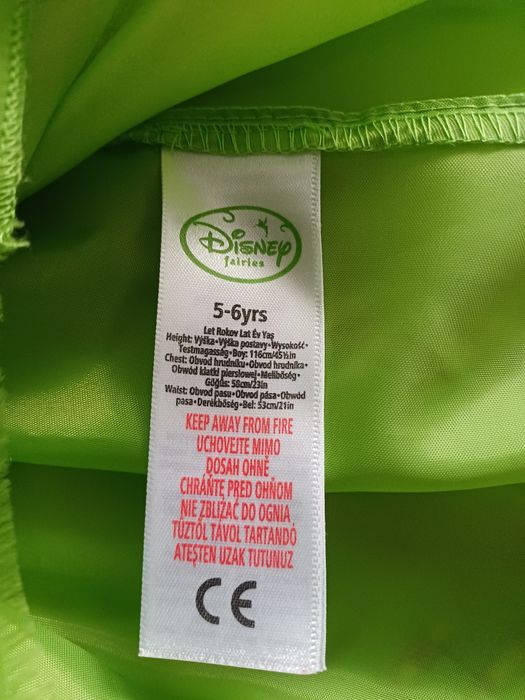 Disney
fairies
5-6yrs
Let Rokov Lat Év Yaş
Height: Výška•Výška postavy•Wysokość•
Testmagasság•Boy: 116cm/45½in
Chest: Obvod hrudníku•Obvod hrudníka•
Obwód klatki piersiowej•Mellbőség•
Göğüs: 58cm/23in
Waist: Obvod pasu•Obvod pása•Obwód
pasa•Derékbőség•Bel: 53cm/21in
KEEP AWAY FROM FIRE
UCHOVEJTE MIMO
DOSAH OHNĚ
CHRÁŇTE PRED OHŇOM
NIE ZBLIŻAĆ DO OGNIA
TŰZTŐL TÁVOL TARTANDÓ
ATEŞTEN UZAK TUTUNUZ
CE